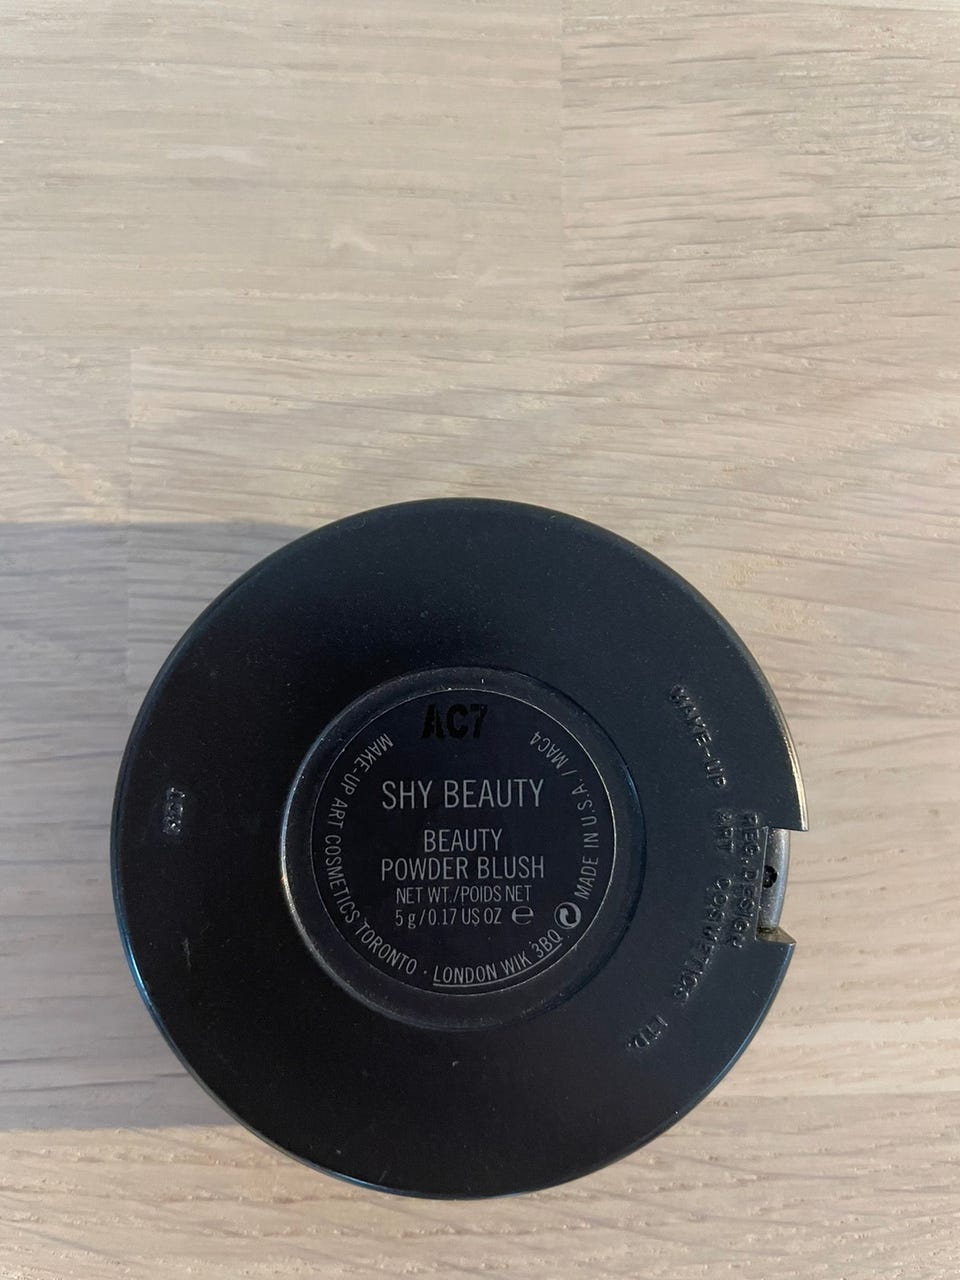 AC7
SHY BEAUTY
BEAUTY
POWDER BLUSH
NET WT./POIDS NET
5 g/0.17 US OZ ℮
MAKE-UP ART COSMETICS TORONTO · LONDON W1K 3BQ
MADE IN U.S.A. / MAC4
MAKE-UP ART COSMETICS LTD.
REG. DESIGN